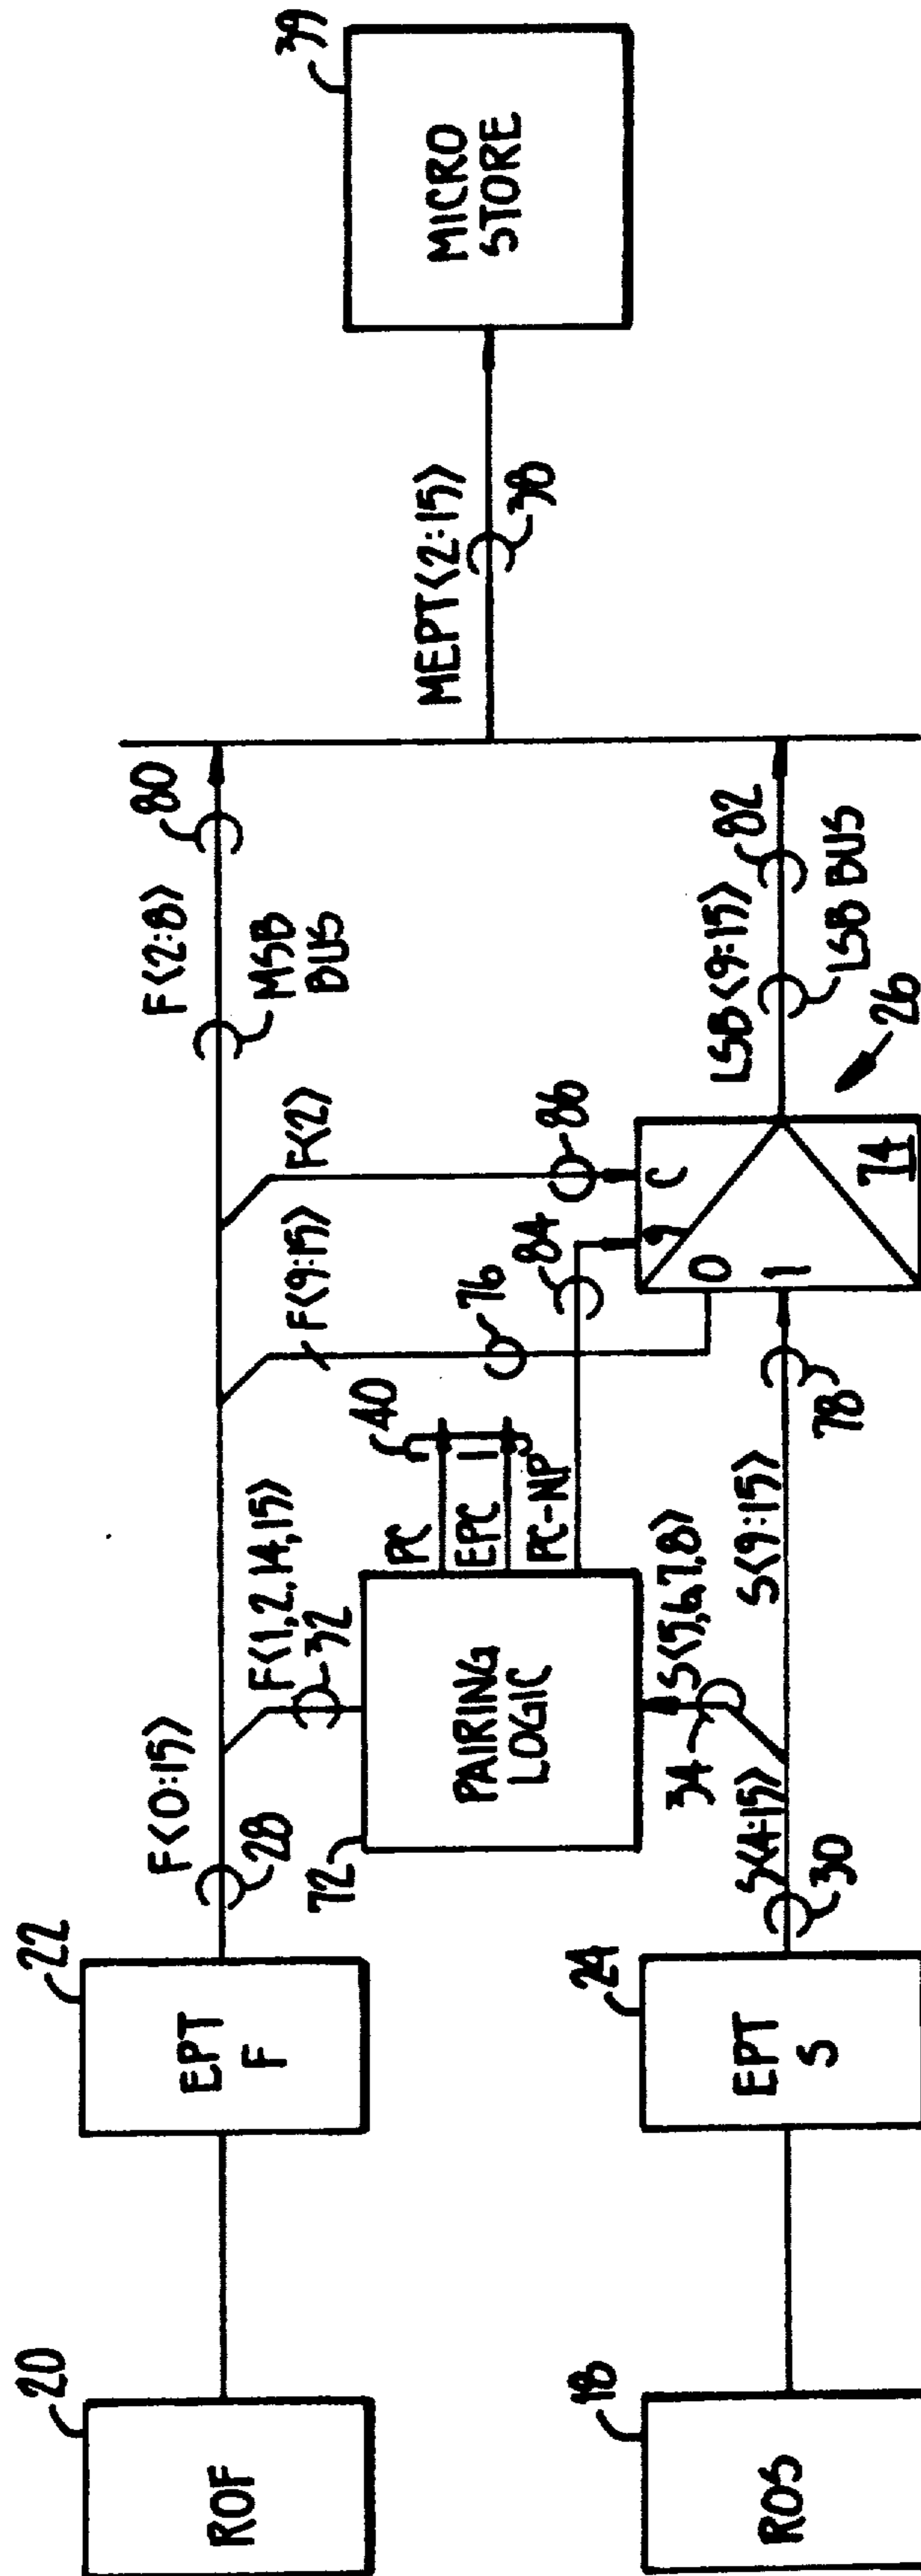 20
ROF
22
EPT
F
F<0:15>
28
F<1,2,14,15>
32
F<9:15>
76
F<2>
86
F<2:8>
80
MSB
BUS
72
PAIRING
LOGIC
PC
EPC
PC-NP
40
84
18
ROS
24
EPT
S
S<4:15>
30
34
S<5,6,7,8>
S<9:15>
78
0
1
C
74
26
LSB<9:15>
82
LSB BUS
MEPT<2:15>
38
39
MICRO
STORE